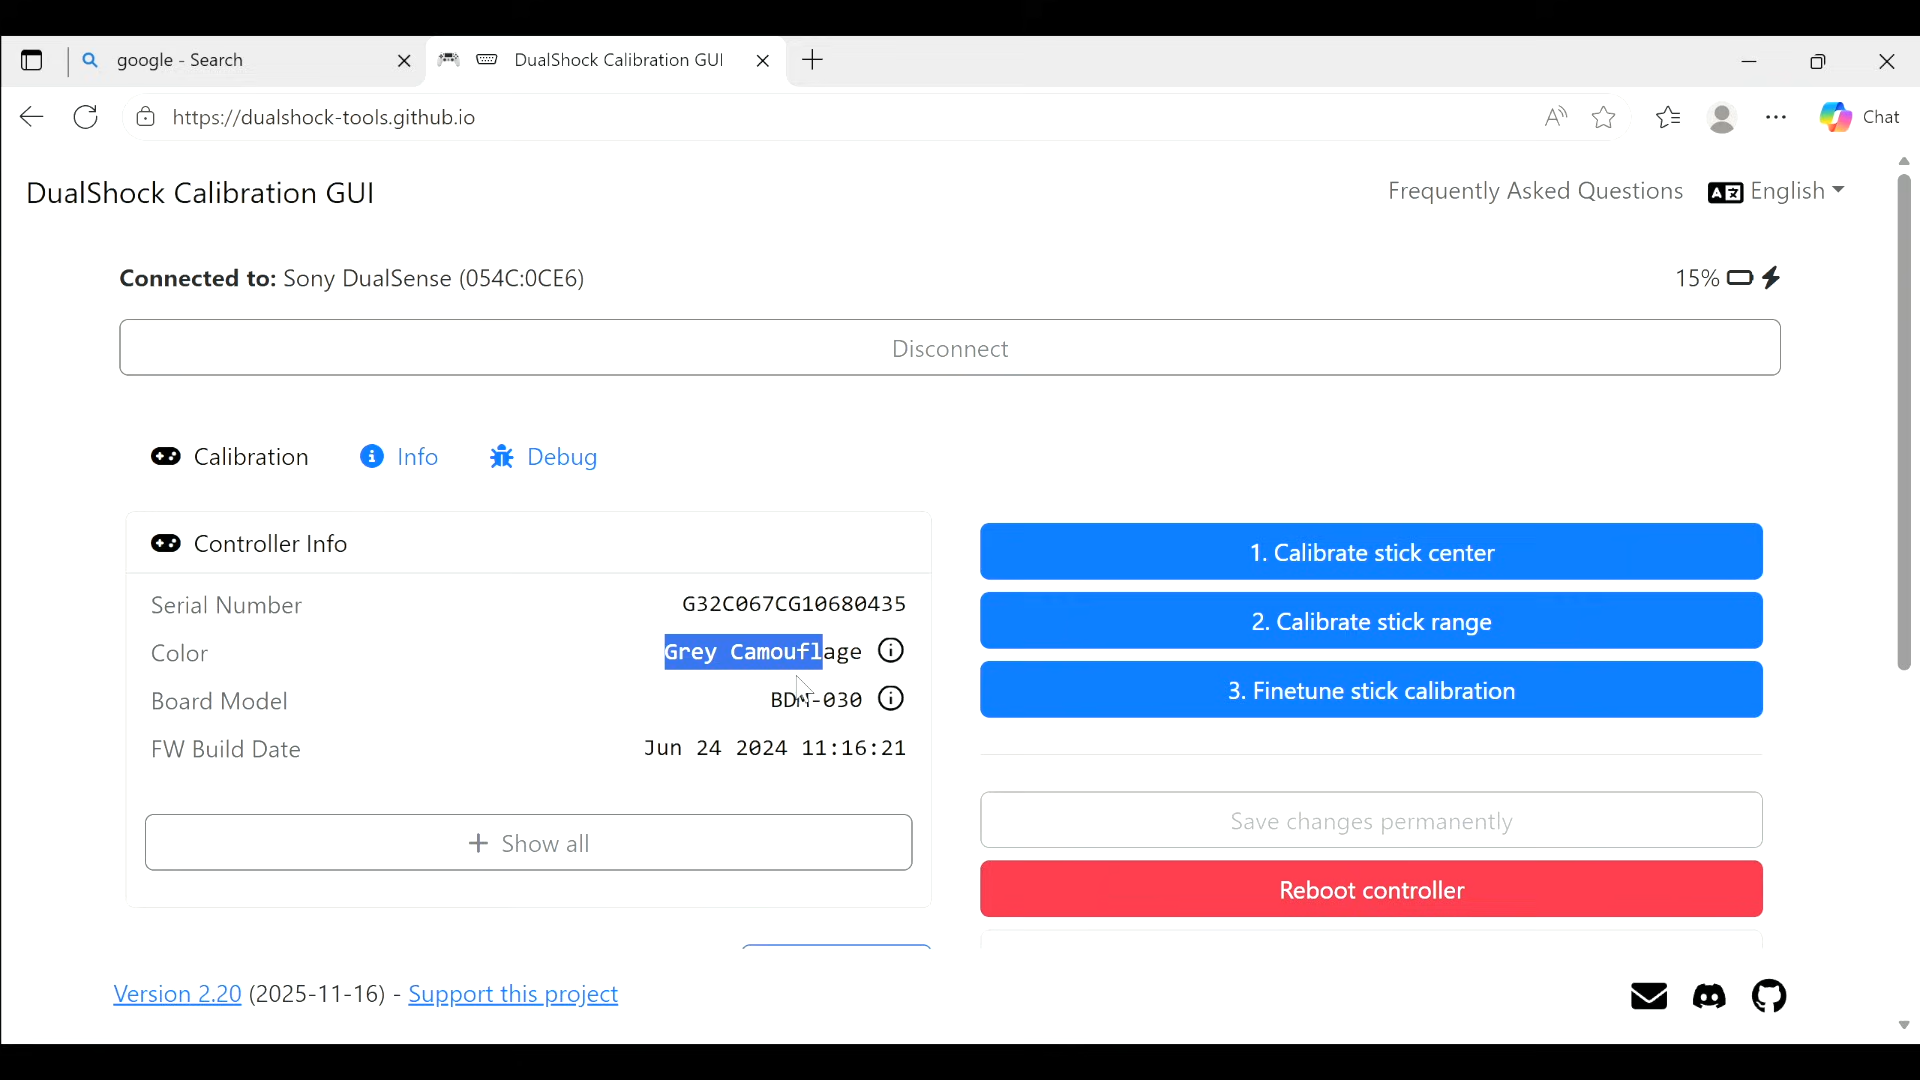 google - Search
DualShock Calibration GUI
https://dualshock-tools.github.io
Chat
DualShock Calibration GUI
Frequently Asked Questions
English
Connected to: Sony DualSense (054C:0CE6)
15%
Disconnect
Calibration
Info
Debug
Controller Info
Serial Number
G32C067CG10680435
Color
Grey Camouflage
Board Model
BDM-030
FW Build Date
Jun 24 2024 11:16:21
+ Show all
1. Calibrate stick center
2. Calibrate stick range
3. Finetune stick calibration
Save changes permanently
Reboot controller
Version 2.20 (2025-11-16) - Support this project